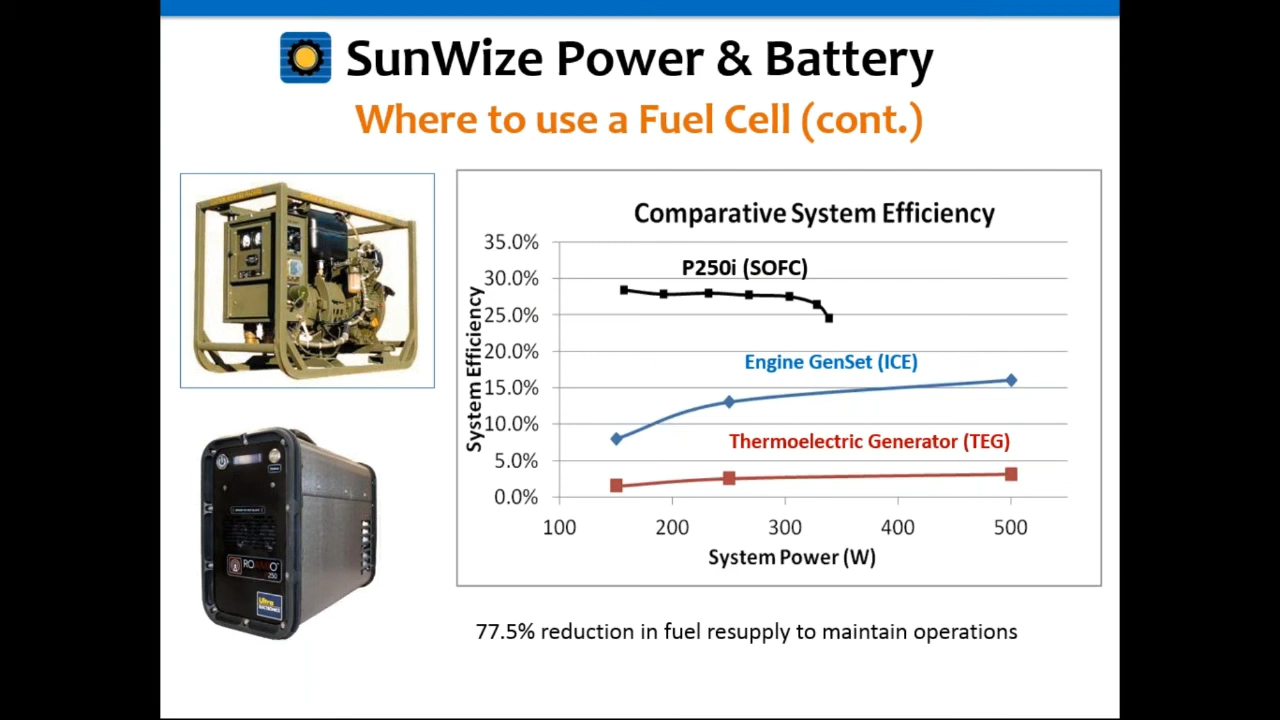 SunWize Power & Battery
Where to use a Fuel Cell (cont.)
Comparative System Efficiency
35.0%
30.0%
25.0%
20.0%
15.0%
10.0%
5.0%
0.0%
System Efficiency
P250i (SOFC)
Engine GenSet (ICE)
Thermoelectric Generator (TEG)
100 200 300 400 500
System Power (W)
77.5% reduction in fuel resupply to maintain operations
Ultra
ELECTRONICS